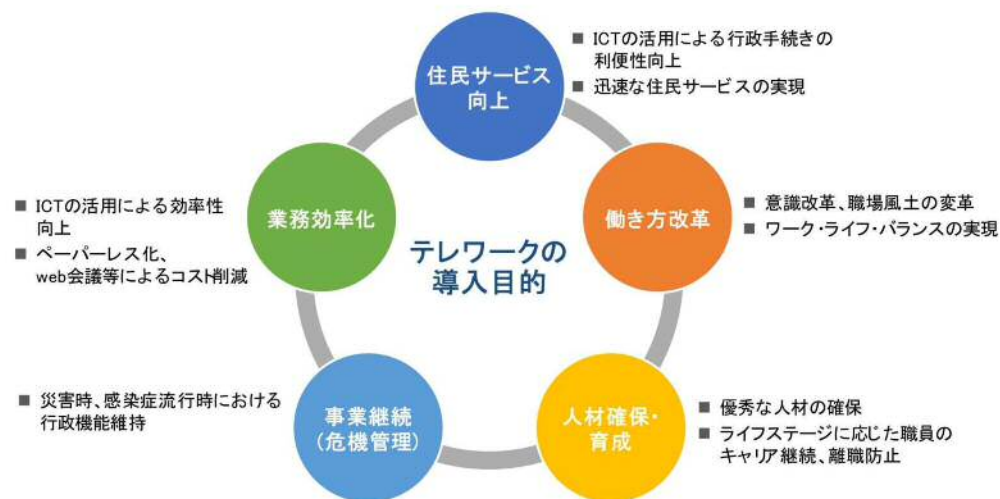 住民サービス
向上
■ ICTの活用による行政手続きの
利便性向上
■ 迅速な住民サービスの実現
働き方改革
■ 意識改革、職場風土の変革
■ ワーク・ライフ・バランスの実現
人材確保・
育成
■ 優秀な人材の確保
■ ライフステージに応じた職員の
キャリア継続、離職防止
事業継続
(危機管理)
■ 災害時、感染症流行時における
行政機能維持
業務効率化
■ ICTの活用による効率性
向上
■ ペーパーレス化、
web会議等によるコスト削減
テレワークの
導入目的